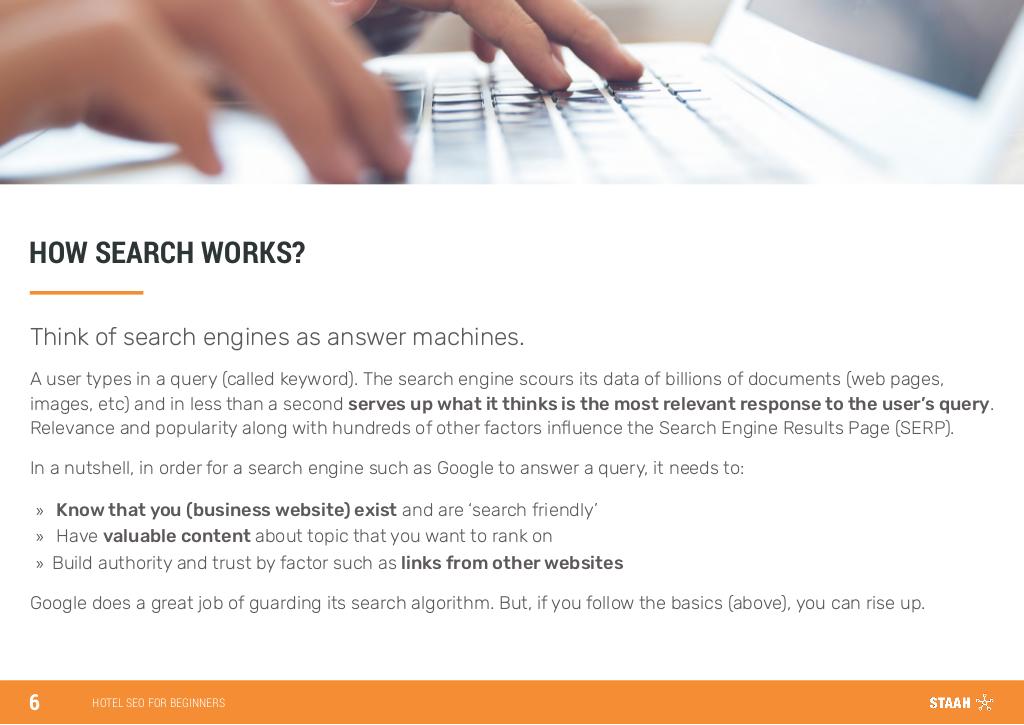 HOW SEARCH WORKS?
Think of search engines as answer machines.
A user types in a query (called keyword). The search engine scours its data of billions of documents (web pages,
images, etc) and in less than a second serves up what it thinks is the most relevant response to the user’s query.
Relevance and popularity along with hundreds of other factors influence the Search Engine Results Page (SERP).
In a nutshell, in order for a search engine such as Google to answer a query, it needs to:
» Know that you (business website) exist and are ‘search friendly’
» Have valuable content about topic that you want to rank on
» Build authority and trust by factor such as links from other websites
Google does a great job of guarding its search algorithm. But, if you follow the basics (above), you can rise up.
6 HOTEL SEO FOR BEGINNERS STAAH